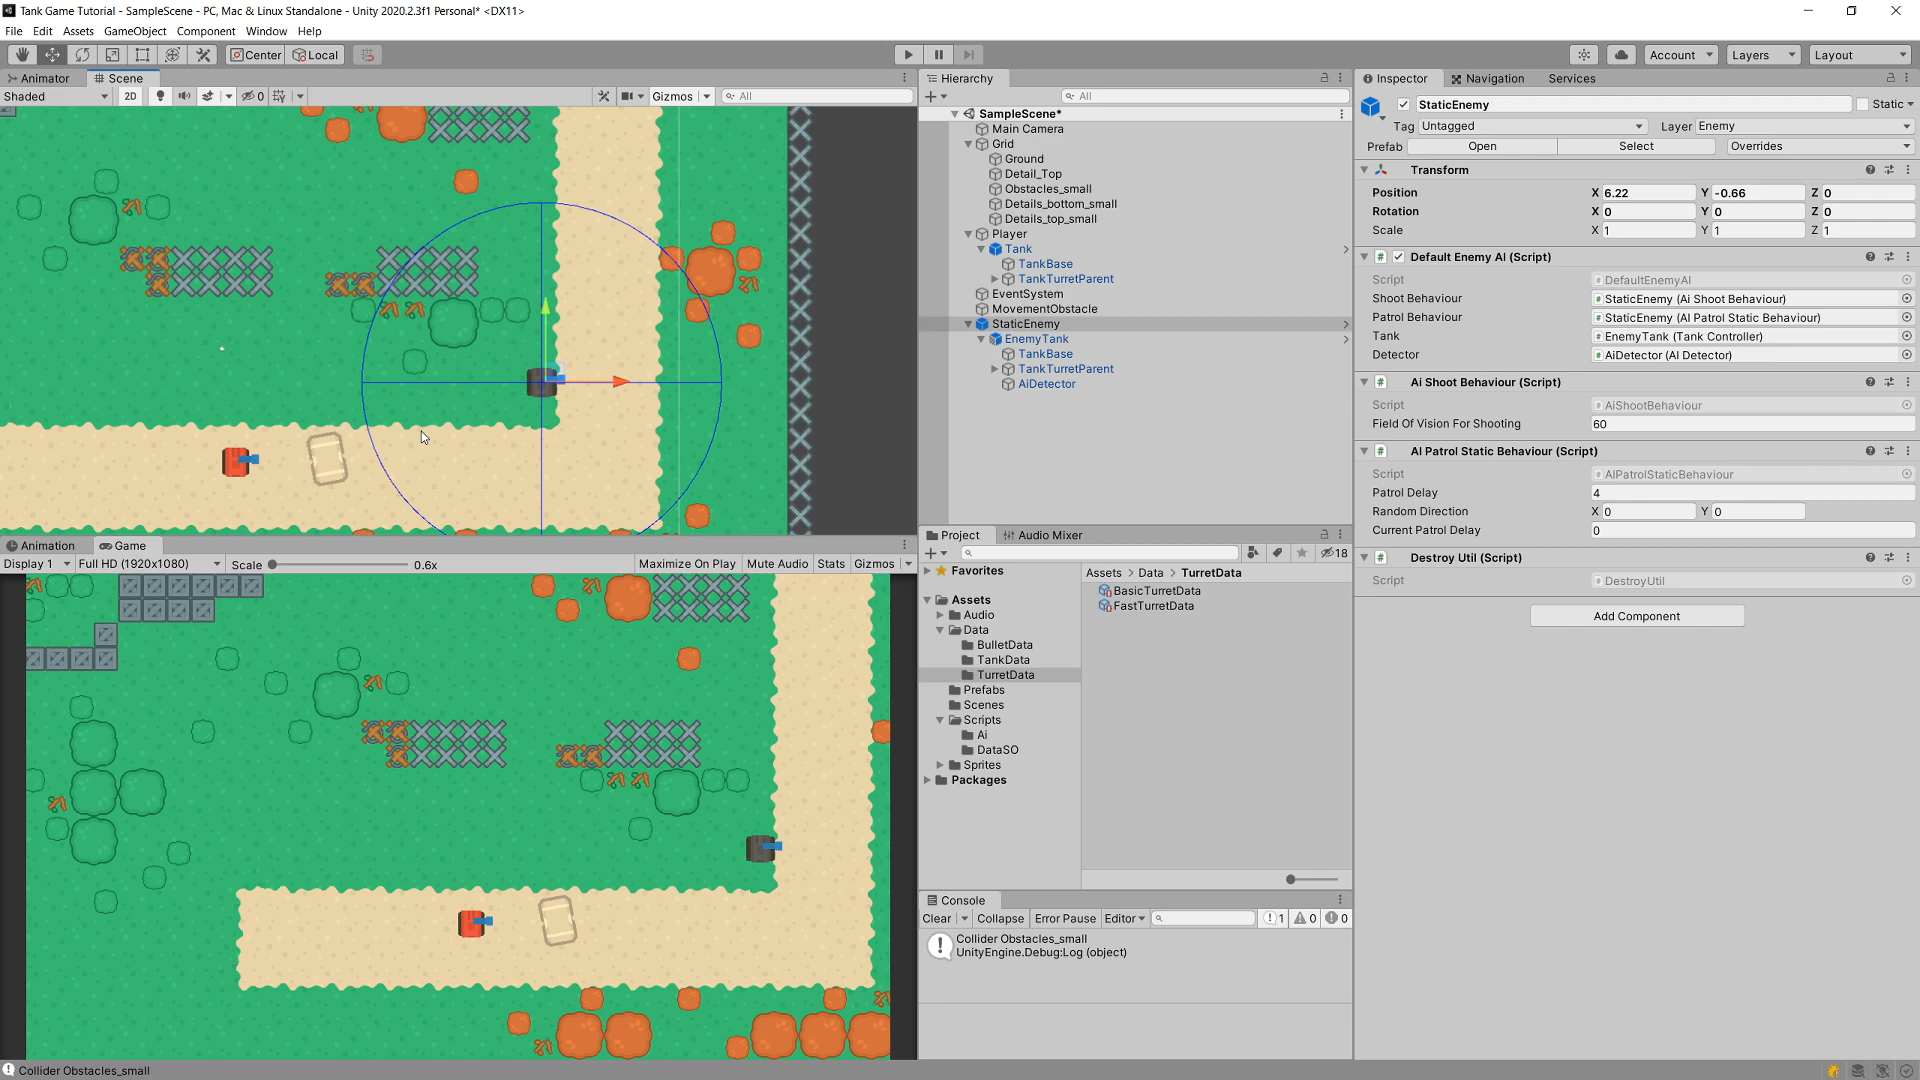 Tank Game Tutorial - SampleScene - PC, Mac & Linux Standalone - Unity 2020.2.3f1 Personal* <DX11>
File Edit Assets GameObject Component Window Help
Center Local
Account Layers Layout
Animator Scene
Shaded 2D 0 Gizmos All
Hierarchy
All
SampleScene*
Main Camera
Grid
Ground
Detail_Top
Obstacles_small
Details_bottom_small
Details_top_small
Player
Tank
TankBase
TankTurretParent
EventSystem
MovementObstacle
StaticEnemy
EnemyTank
TankBase
TankTurretParent
AiDetector
Inspector Navigation Services
StaticEnemy Static
Tag Untagged Layer Enemy
Prefab Open Select Overrides
Transform
Position X 6.22 Y -0.66 Z 0
Rotation X 0 Y 0 Z 0
Scale X 1 Y 1 Z 1
Default Enemy AI (Script)
Script DefaultEnemyAI
Shoot Behaviour StaticEnemy (Ai Shoot Behaviour)
Patrol Behaviour StaticEnemy (AI Patrol Static Behaviour)
Tank EnemyTank (Tank Controller)
Detector AiDetector (AI Detector)
Ai Shoot Behaviour (Script)
Script AiShootBehaviour
Field Of Vision For Shooting 60
AI Patrol Static Behaviour (Script)
Script AIPatrolStaticBehaviour
Patrol Delay 4
Random Direction X 0 Y 0
Current Patrol Delay 0
Destroy Util (Script)
Script DestroyUtil
Add Component
Animation Game
Display 1 Full HD (1920x1080) Scale 0.6x Maximize On Play Mute Audio Stats Gizmos
Project Audio Mixer
18
Favorites
Assets
Audio
Data
BulletData
TankData
TurretData
Prefabs
Scenes
Scripts
Ai
DataSO
Sprites
Packages
Assets > Data > TurretData
BasicTurretData
FastTurretData
Console
Clear Collapse Error Pause Editor 1 0 0
Collider Obstacles_small
UnityEngine.Debug:Log (object)
Collider Obstacles_small